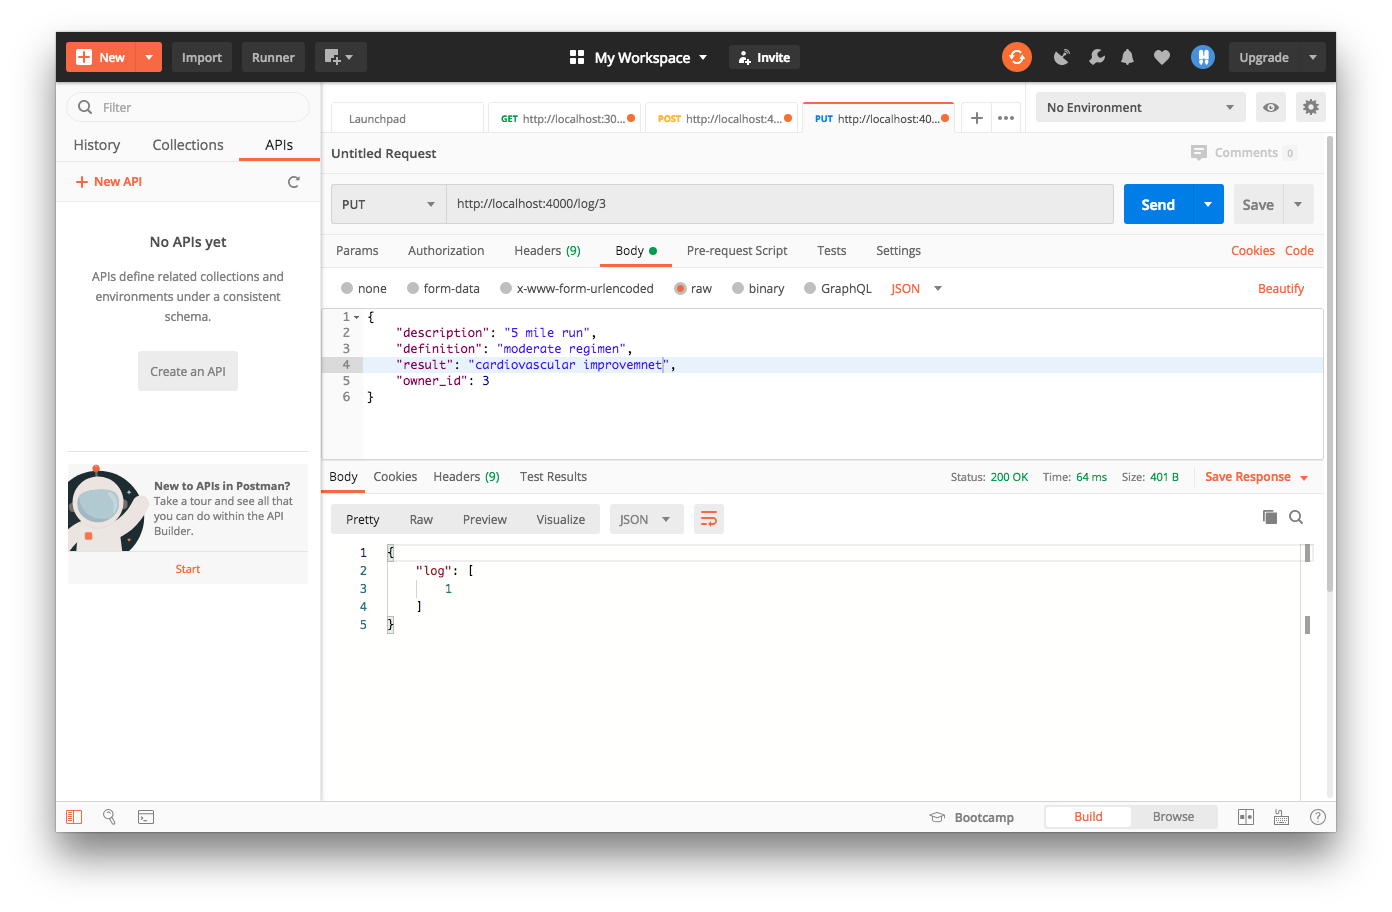 New
Import
Runner
My Workspace
Invite
Upgrade
Filter
History
Collections
APIs
New API
No APIs yet
APIs define related collections and
environments under a consistent
schema.
Create an API
New to APIs in Postman?
Take a tour and see all that
you can do within the API
Builder.
Start
Launchpad
GET http://localhost:30...
POST http://localhost:4...
PUT http://localhost:40...
No Environment
Untitled Request
Comments 0
PUT
http://localhost:4000/log/3
Send
Save
Params
Authorization
Headers (9)
Body
Pre-request Script
Tests
Settings
Cookies
Code
none
form-data
x-www-form-urlencoded
raw
binary
GraphQL
JSON
Beautify
1 {
2 "description": "5 mile run",
3 "definition": "moderate regimen",
4 "result": "cardiovascular improvemnet",
5 "owner_id": 3
6 }
Body
Cookies
Headers (9)
Test Results
Status: 200 OK
Time: 64 ms
Size: 401 B
Save Response
Pretty
Raw
Preview
Visualize
JSON
1 {
2 "log": [
3 1
4 ]
5 }
Bootcamp
Build
Browse